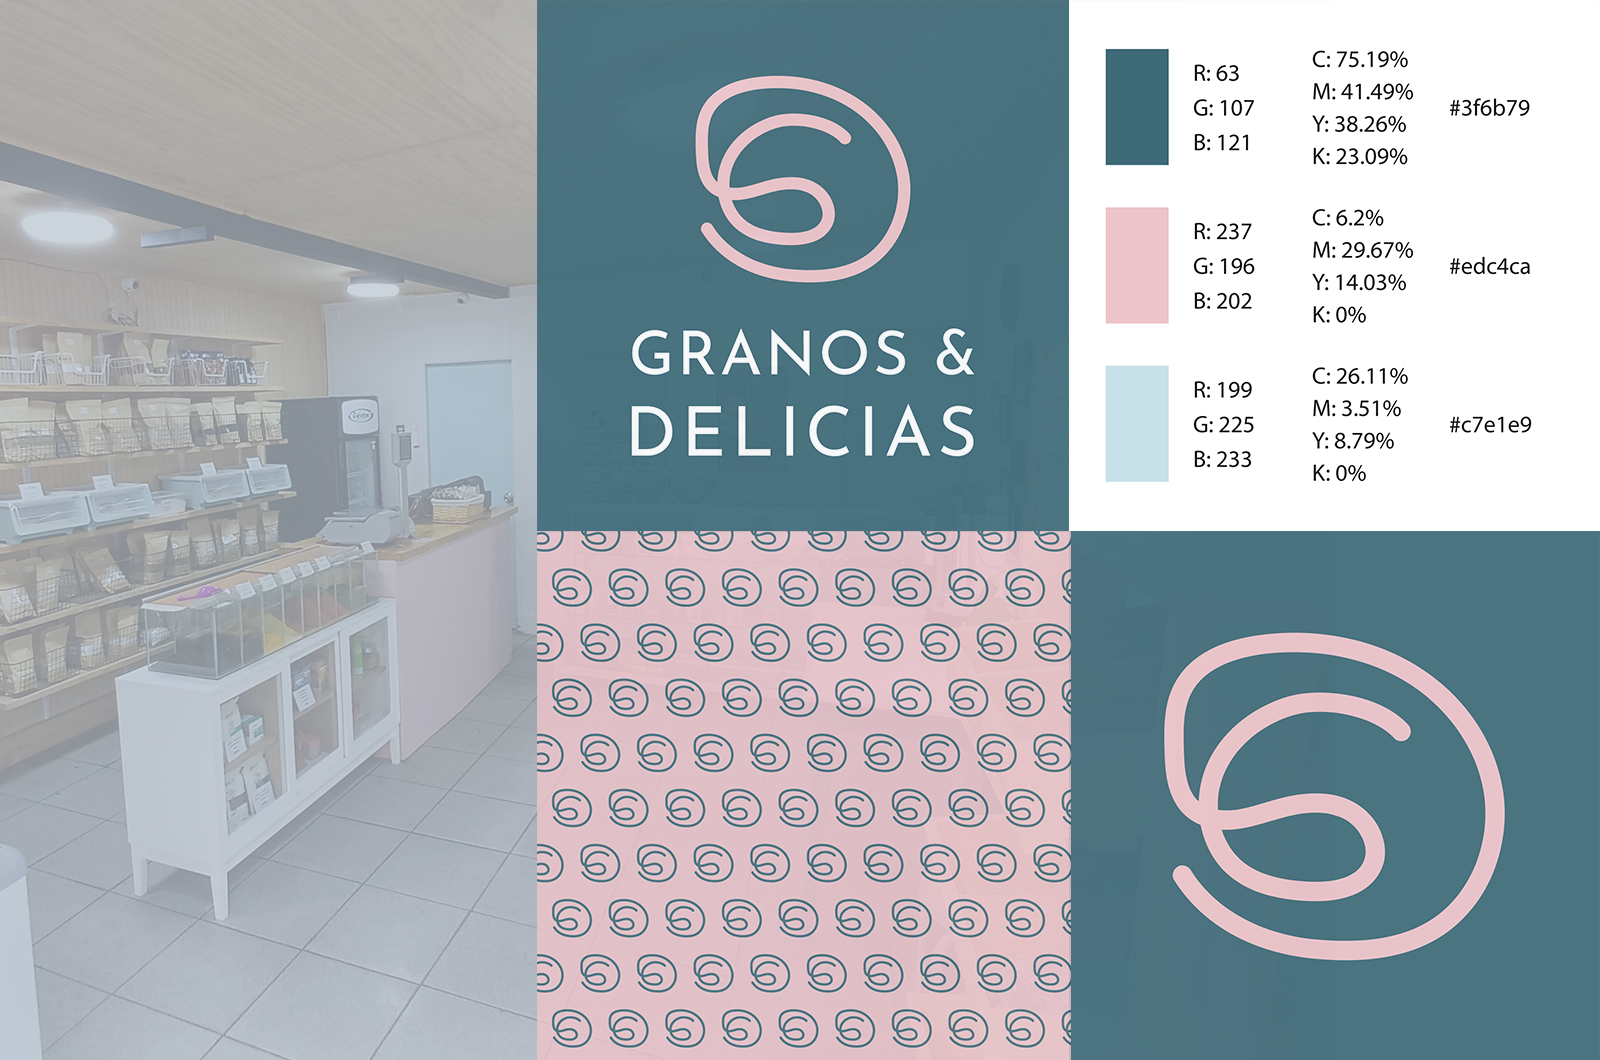 GRANOS &
DELICIAS
R: 63
G: 107
B: 121
C: 75.19%
M: 41.49%
Y: 38.26%
K: 23.09%
#3f6b79
R: 237
G: 196
B: 202
C: 6.2%
M: 29.67%
Y: 14.03%
K: 0%
#edc4ca
R: 199
G: 225
B: 233
C: 26.11%
M: 3.51%
Y: 8.79%
K: 0%
#c7e1e9